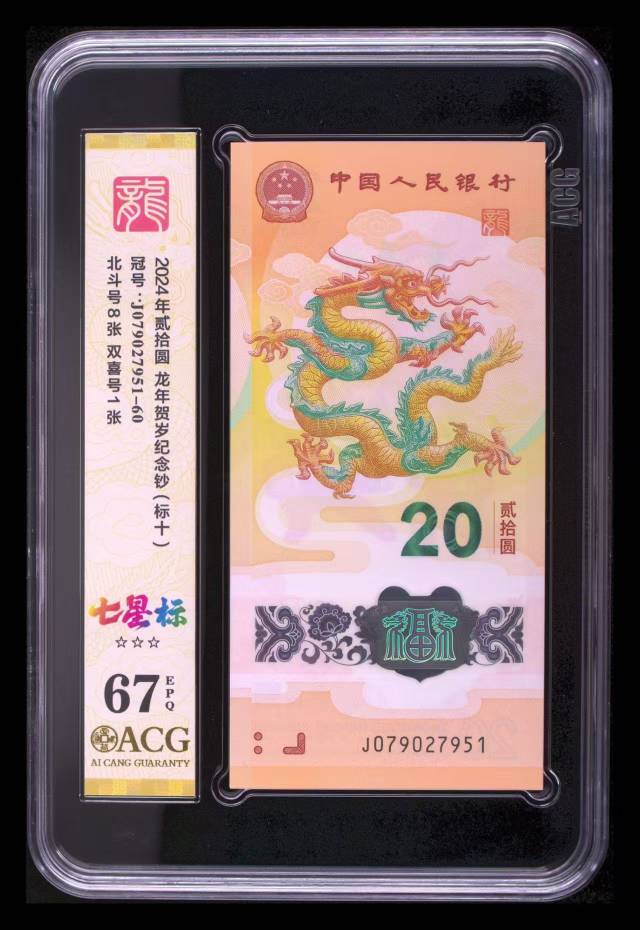 龍
2024年贰拾圆 龙年贺岁纪念钞(标十)
冠号:J079027951-60
北斗号8张 双喜号1张
七星标
☆☆☆
67 EPQ
ACG
AI CANG GUARANTY
中国人民银行
龍
20 贰拾圆
福
J079027951
ACG